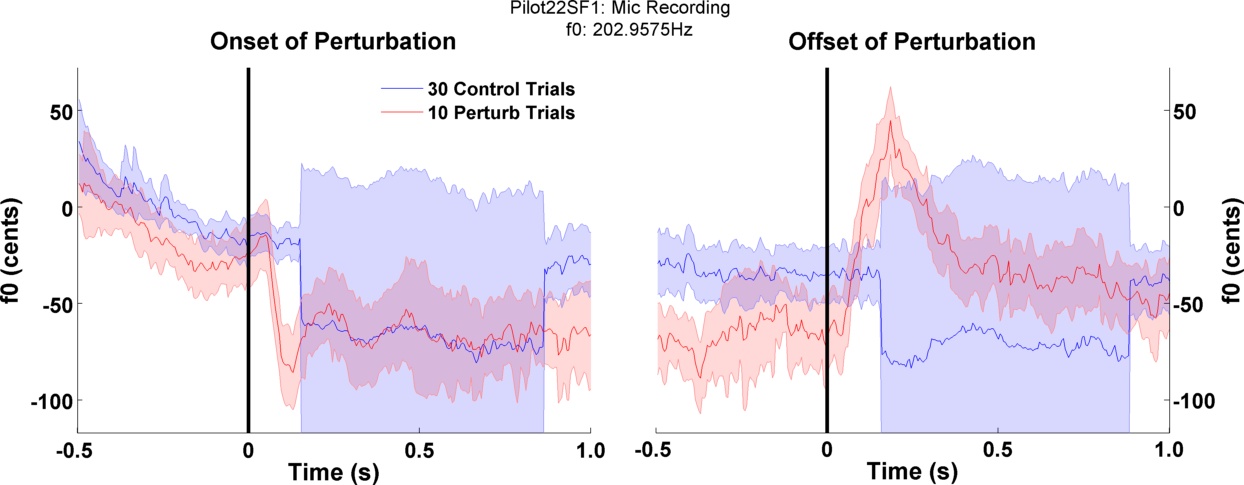 Pilot22SF1: Mic Recording
f0: 202.9575Hz
Onset of Perturbation
Offset of Perturbation
30 Control Trials
10 Perturb Trials
f0 (cents)
50
0
-50
-100
-0.5
0
0.5
1.0
Time (s)
-0.5
0
0.5
1.0
Time (s)
50
0
-50
-100
f0 (cents)